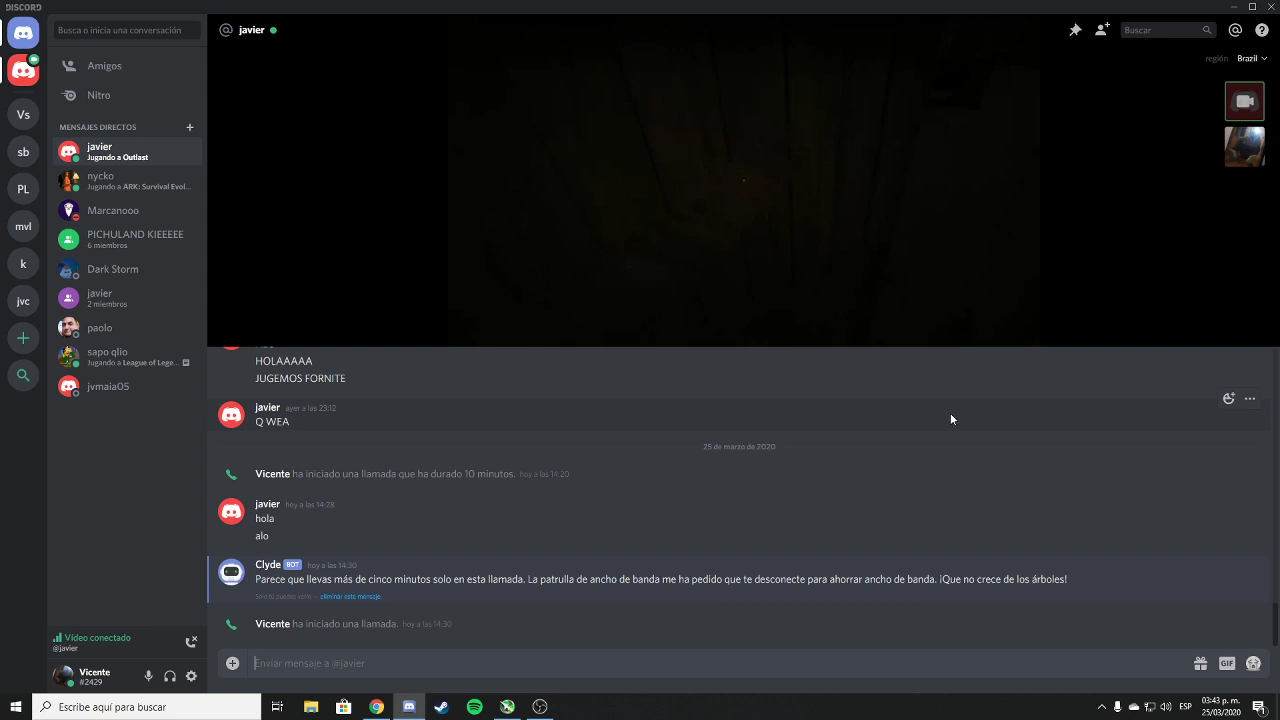 DISCORD
Busca o inicia una conversación
@ javier
Buscar
región Brazil
Amigos
Nitro
MENSAJES DIRECTOS
javier
Jugando a Outlast
nycko
Jugando a ARK: Survival Evol...
Marcanooo
PICHULAND KIEEEEE
6 miembros
Dark Storm
javier
2 miembros
paolo
sapo qlio
Jugando a League of Lege...
jvmaia05
Vs
sb
PL
mvl
k
jvc
HOLAAAAA
JUGEMOS FORNITE
javier ayer a las 23:12
Q WEA
25 de marzo de 2020
Vicente ha iniciado una llamada que ha durado 10 minutos. hoy a las 14:20
javier hoy a las 14:28
hola
alo
Clyde BOT hoy a las 14:30
Parece que llevas más de cinco minutos solo en esta llamada. La patrulla de ancho de banda me ha pedido que te desconecte para ahorrar ancho de banda. ¡Que no crece de los árboles!
Sólo tú puedes verlo — eliminar este mensaje.
Vicente ha iniciado una llamada. hoy a las 14:30
Enviar mensaje a @javier
GIF
Vídeo conectado
@javier
Vicente
#2429
Escribe aquí para buscar
ESP
03:43 p. m.
25/03/2020